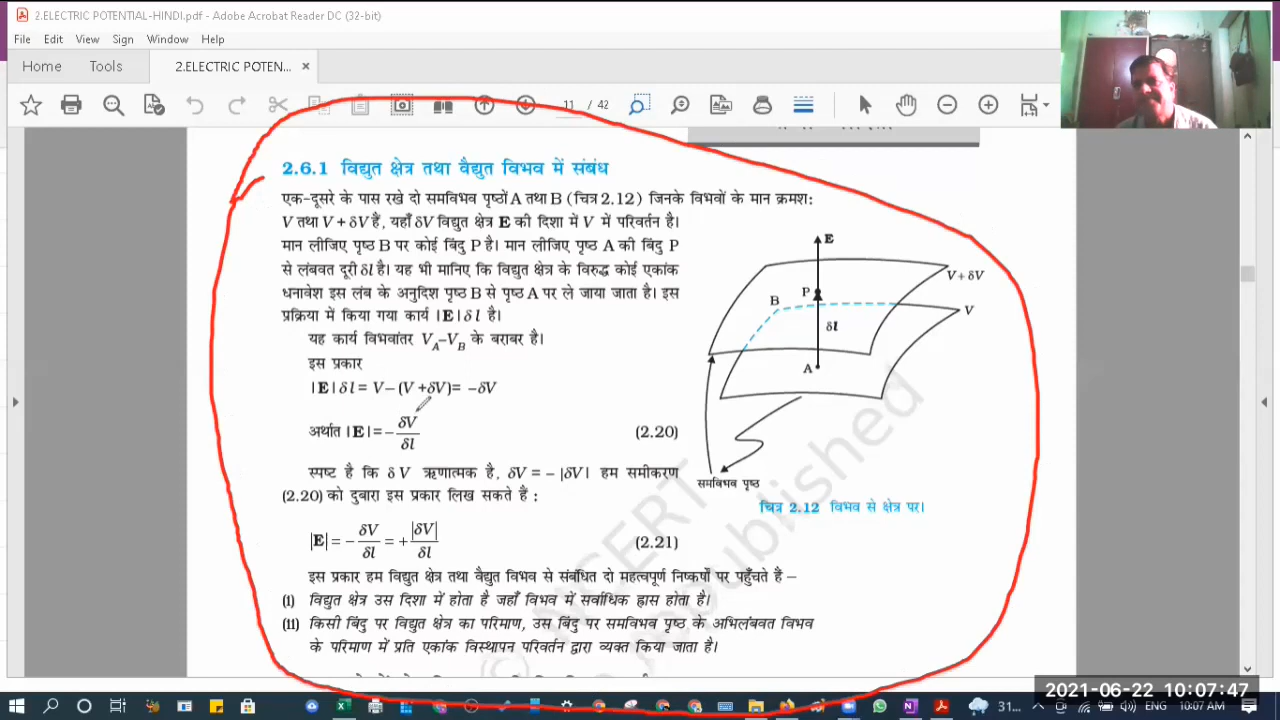 2.ELECTRIC POTENTIAL-HINDI.pdf - Adobe Acrobat Reader DC (32-bit)
File Edit View Sign Window Help
Home Tools 2.ELECTRIC POTEN... ×
11 / 42
2.6.1 विद्युत क्षेत्र तथा वैद्युत विभव में संबंध
एक-दूसरे के पास रखे दो समविभव पृष्ठों A तथा B (चित्र 2.12) जिनके विभवों के मान क्रमश:
V तथा V + δV हैं, यहाँ δV विद्युत क्षेत्र E की दिशा में V में परिवर्तन है।
मान लीजिए पृष्ठ B पर कोई बिंदु P है। मान लीजिए पृष्ठ A की बिंदु P
से लंबवत दूरी δl है। यह भी मानिए कि विद्युत क्षेत्र के विरुद्ध कोई एकांक
धनावेश इस लंब के अनुदिश पृष्ठ B से पृष्ठ A पर ले जाया जाता है। इस
प्रक्रिया में किया गया कार्य |E| δl है।
यह कार्य विभवांतर V_A–V_B के बराबर है।
इस प्रकार
|E| δl = V– (V +δV)= –δV
अर्थात |E| = – δV/δl (2.20)
स्पष्ट है कि δ V ऋणात्मक है, δV = – |δV|। हम समीकरण
(2.20) को दुबारा इस प्रकार लिख सकते हैं :
|E| = – δV/δl = + |δV|/δl (2.21)
इस प्रकार हम विद्युत क्षेत्र तथा वैद्युत विभव से संबंधित दो महत्वपूर्ण निष्कर्षों पर पहुँचते हैं –
(i) विद्युत क्षेत्र उस दिशा में होता है जहाँ विभव में सर्वाधिक ह्रास होता है।
(ii) किसी बिंदु पर विद्युत क्षेत्र का परिमाण, उस बिंदु पर समविभव पृष्ठ के अभिलंबवत विभव
के परिमाण में प्रति एकांक विस्थापन परिवर्तन द्वारा व्यक्त किया जाता है।
E
V + δV
P
B
V
δl
A
समविभव पृष्ठ
चित्र 2.12 विभव से क्षेत्र पर।
© NCERT
published
2021-06-22 10:07:47
31... ENG 10:07 AM